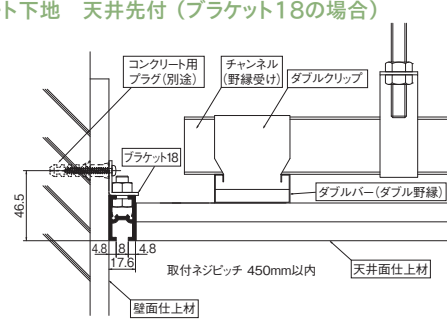 ート下地　天井先付（ブラケット18の場合）
コンクリート用
プラグ（別途）
チャンネル
（野縁受け）
ダブルクリップ
ブラケット18
ダブルバー（ダブル野縁）
46.5
4.8
8
4.8
17.6
取付ネジピッチ 450mm以内
天井面仕上材
壁面仕上材